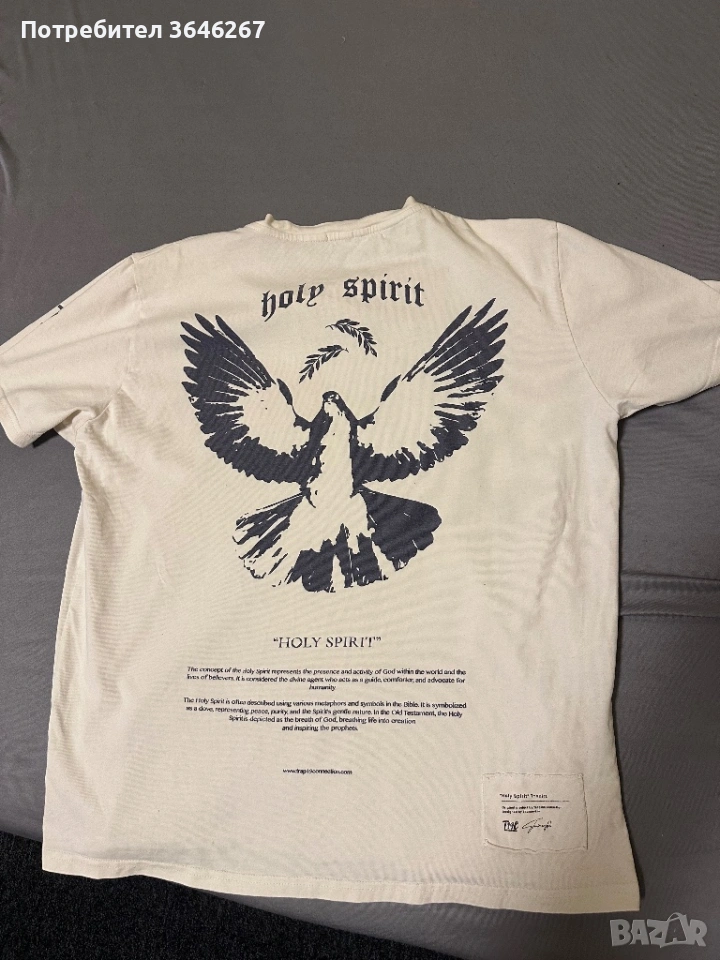 Потребител 3646267
holy spirit
"HOLY SPIRIT"
The concept of the Holy Spirit represents the presence and activity of God within the world and the
lives of believers. It is considered the divine agent who acts as a guide, comforter, and advocate for
humanity.
The Holy Spirit is often described using various metaphors and symbols in the Bible. It is symbolized
as a dove, representing peace, purity, and the Spirit's gentle nature. In the Old Testament, the Holy
Spirit is depicted as the breath of God, breathing life into creation
and inspiring the prophets.
"Holy Spirit"
BAZAR